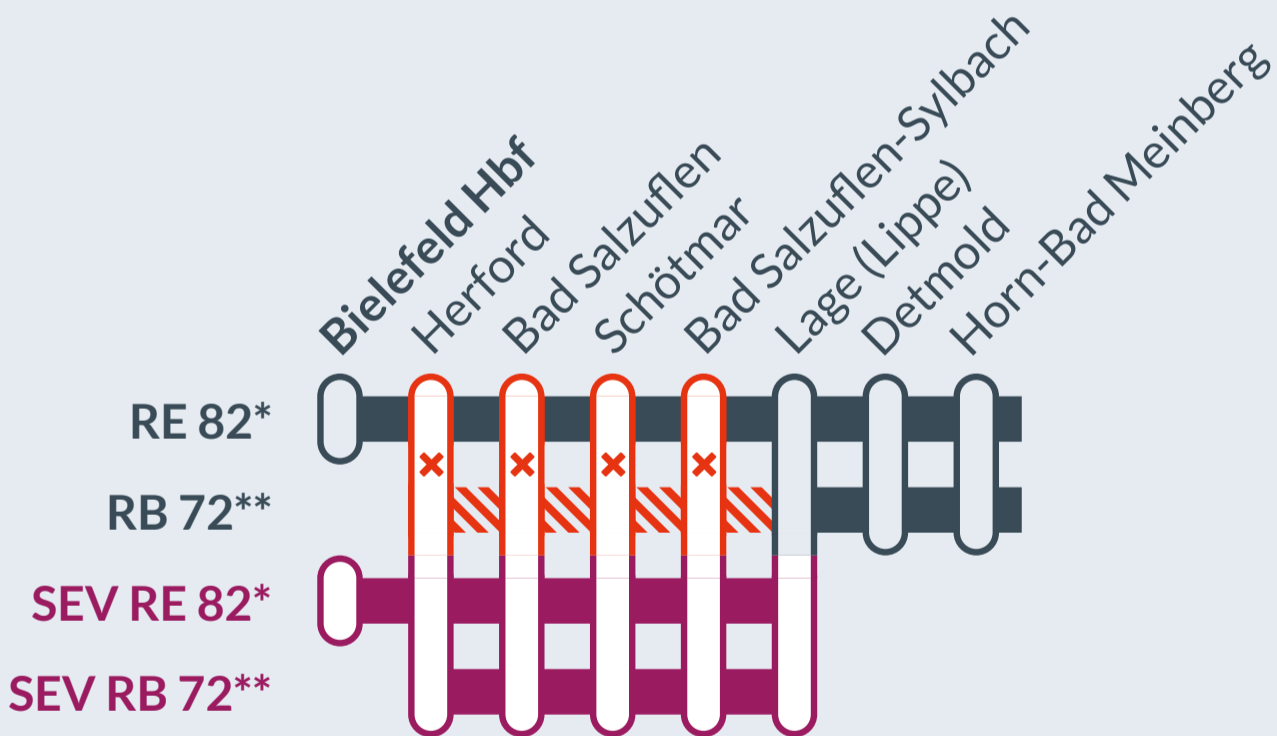 Bielefeld Hbf
Herford
Bad Salzuflen
Schötmar
Bad Salzuflen-Sylbach
Lage (Lippe)
Detmold
Horn-Bad Meinberg
RE 82*
RB 72**
SEV RE 82*
SEV RB 72**